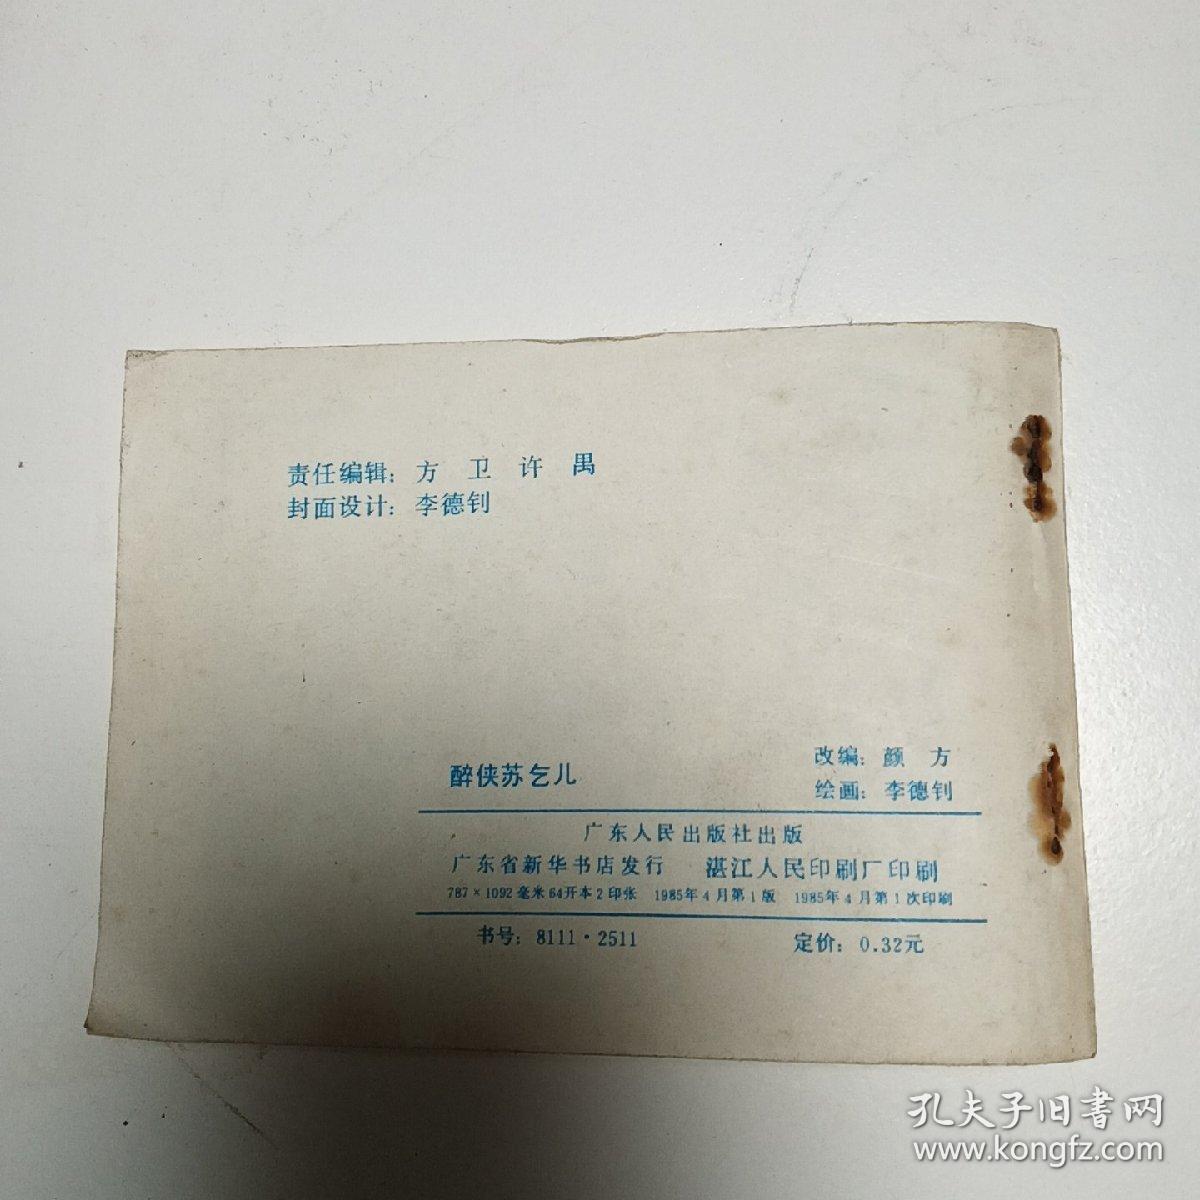 责任编辑：方 卫 许 禺
封面设计：李德钊
醉侠苏乞儿
改编：颜 方
绘画：李德钊
广东人民出版社出版
广东省新华书店发行 湛江人民印刷厂印刷
787×1092毫米64开本2印张 1985年4月第1版 1985年4月第1次印刷
书号：8111·2511 定价：0.32元
孔夫子旧书网
www.kongfz.com